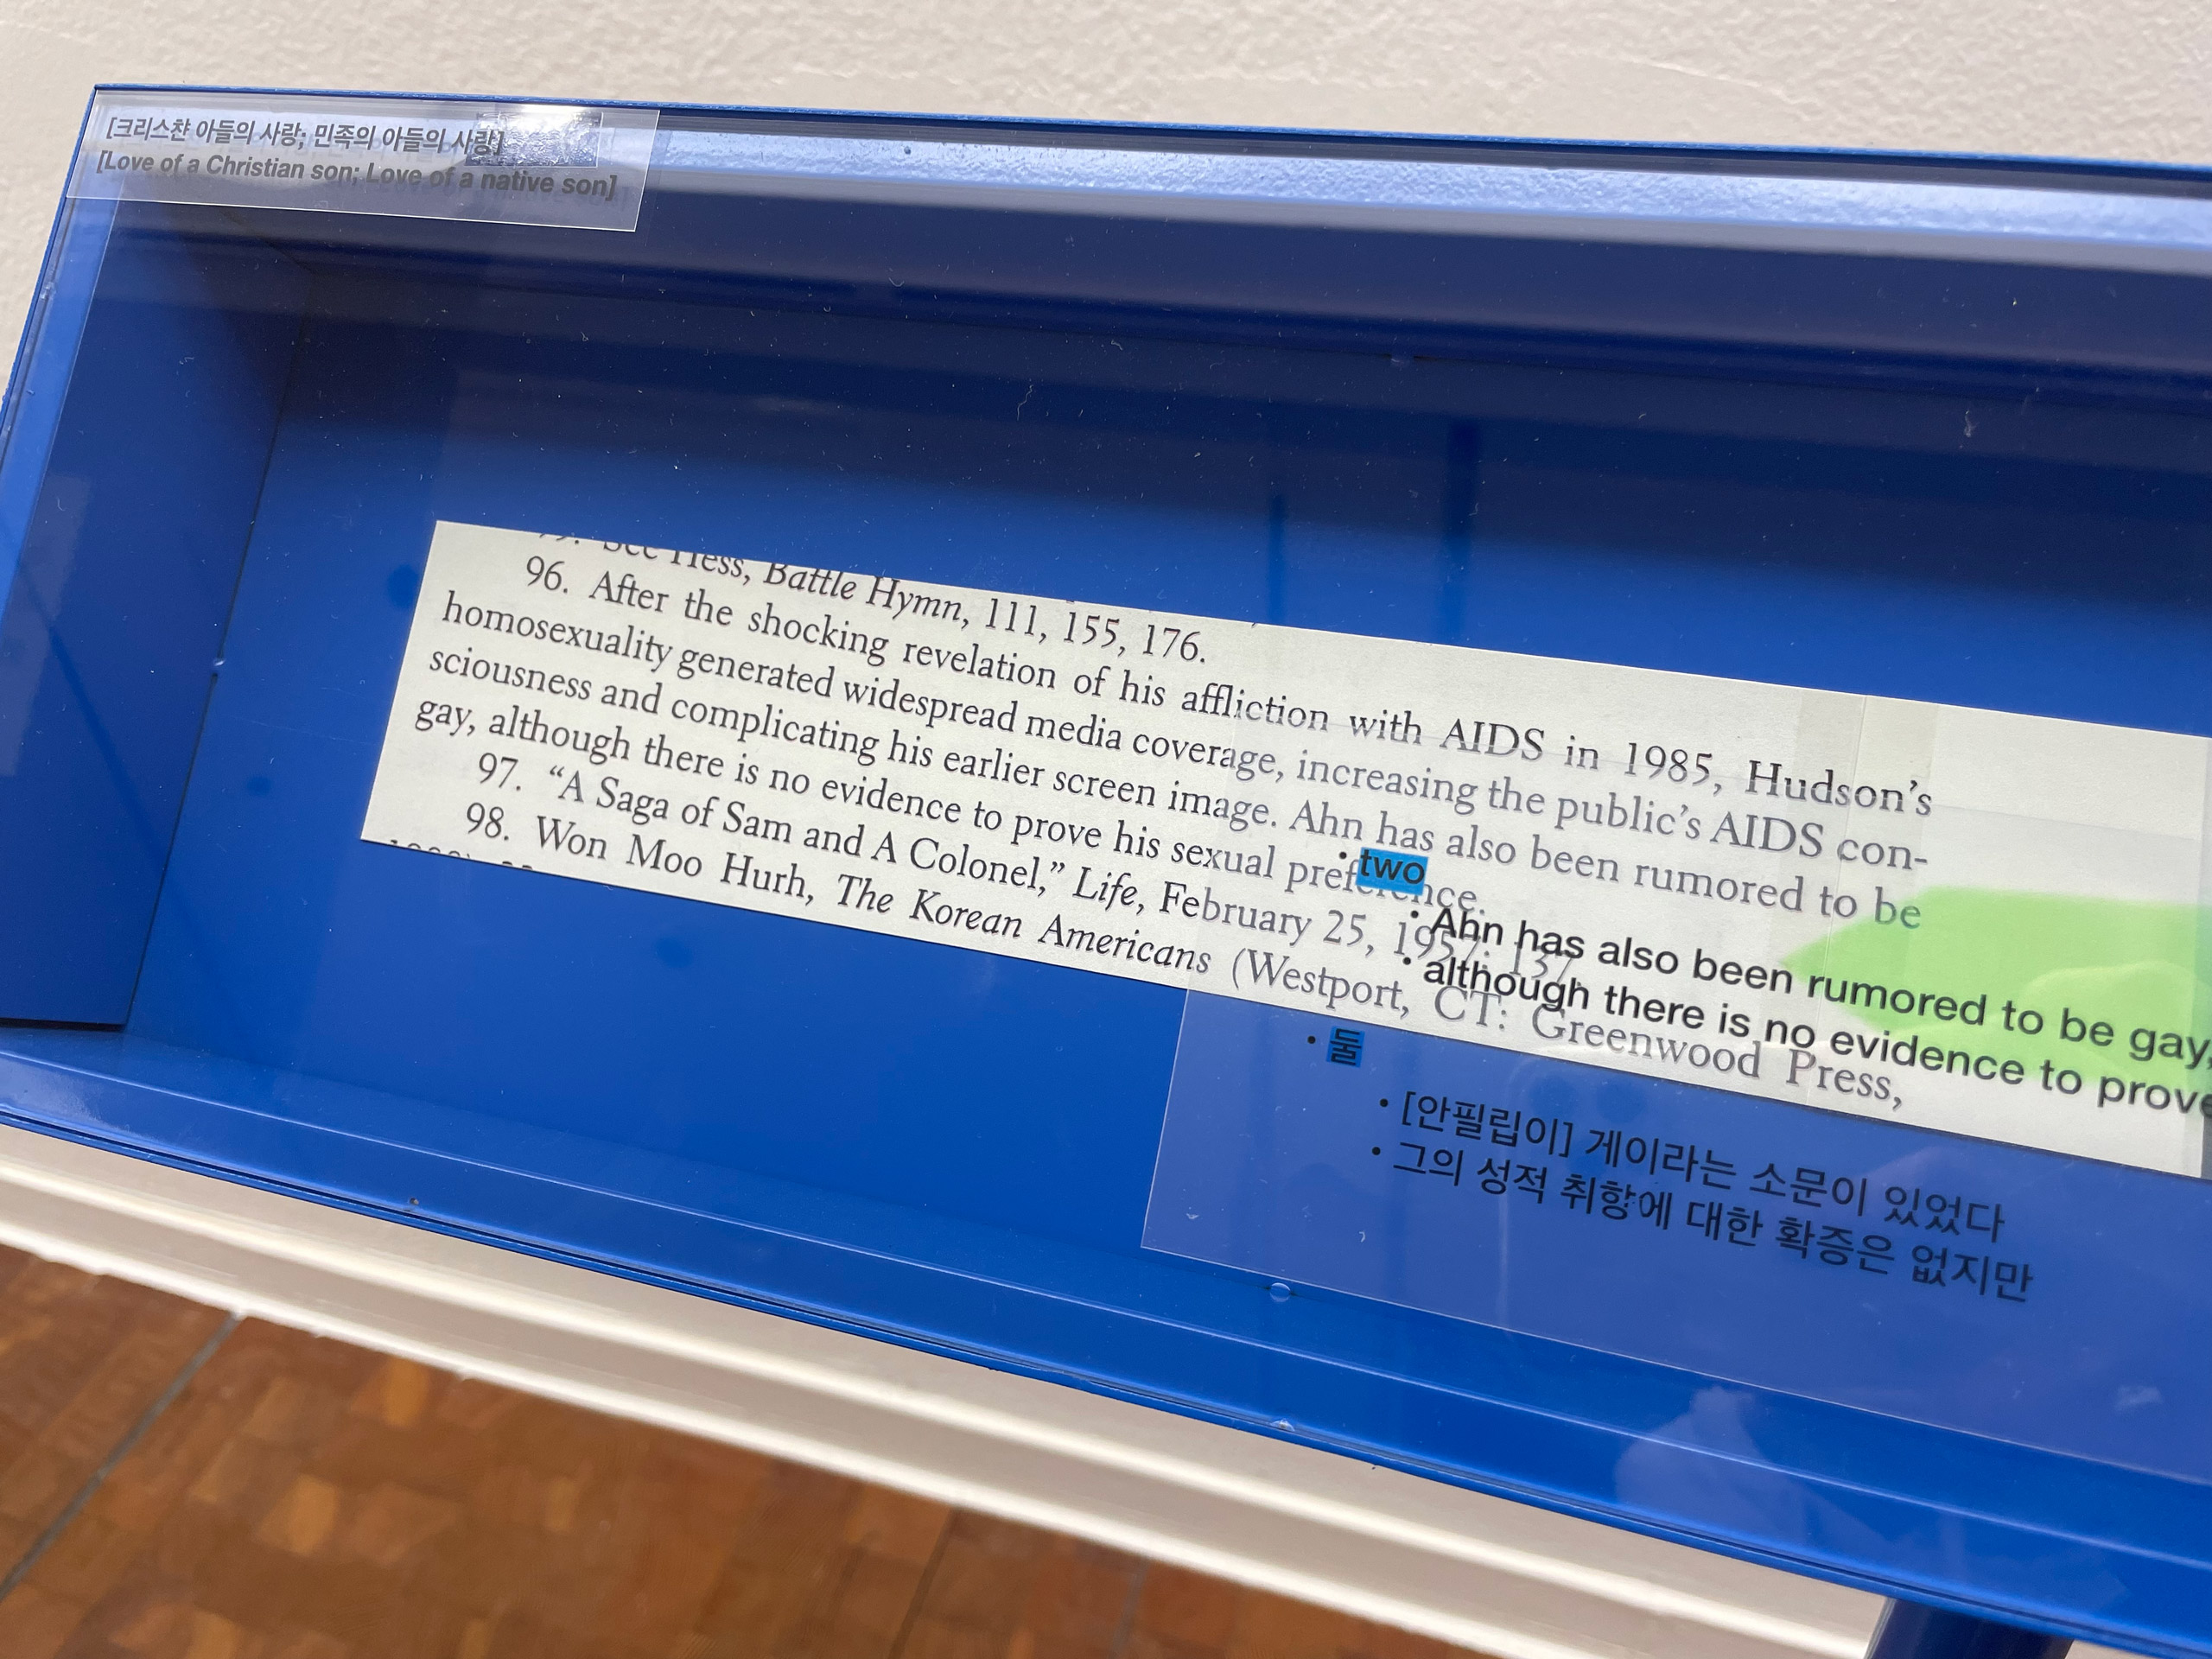 [크리스챤 아들의 사랑; 민족의 아들의 사랑]
[Love of a Christian son; Love of a native son]
See Hess, Battle Hymn, 111, 155, 176.
96. After the shocking revelation of his affliction with AIDS in 1985, Hudson's
homosexuality generated widespread media coverage, increasing the public's AIDS con-
sciousness and complicating his earlier screen image. Ahn has also been rumored to be
gay, although there is no evidence to prove his sexual preference.
97. "A Saga of Sam and A Colonel," Life, February 25, 1957: 137.
98. Won Moo Hurh, The Korean Americans (Westport, CT: Greenwood Press,
• two
• Ahn has also been rumored to be gay,
• although there is no evidence to prove
• 둘
• [안필립이] 게이라는 소문이 있었다
• 그의 성적 취향에 대한 확증은 없지만